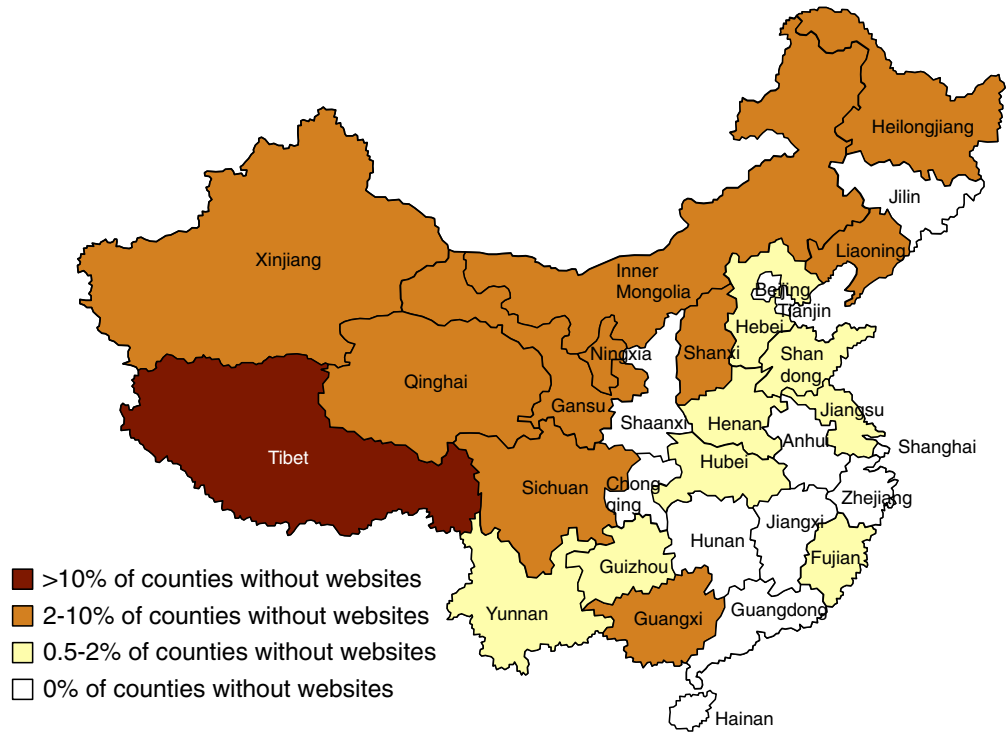 Heilongjiang
Jilin
Xinjiang
Liaoning
Inner
Mongolia
Beijing
Tianjin
Hebei
Ningxia
Shanxi
Shan
dong
Qinghai
Gansu
Jiangsu
Shaanxi
Henan
Anhui
Shanghai
Tibet
Hubei
Sichuan
Chong
qing
Zhejiang
Jiangxi
Hunan
Fujian
Guizhou
Yunnan
Guangxi
Guangdong
Hainan
>10% of counties without websites
2-10% of counties without websites
0.5-2% of counties without websites
0% of counties without websites